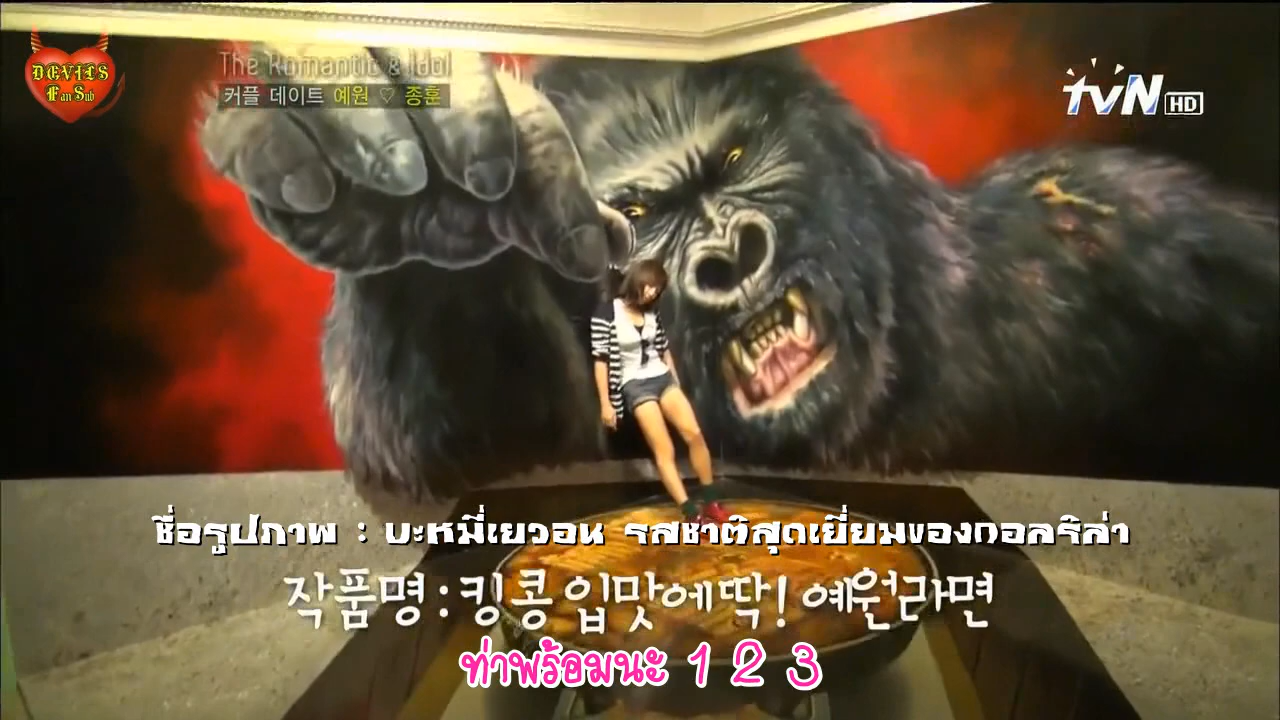 DEVILS
Fan Sub
The Romantic & Idol
커플 데이트 예원 ♡ 종훈
tvN HD
ชื่อรูปภาพ : บะหมี่เยวอน รสชาติสุดเยี่ยมของกอลริล่า
작품명:킹콩 입맛에 딱! 예원라면
ท่าพร้อมนะ 1 2 3